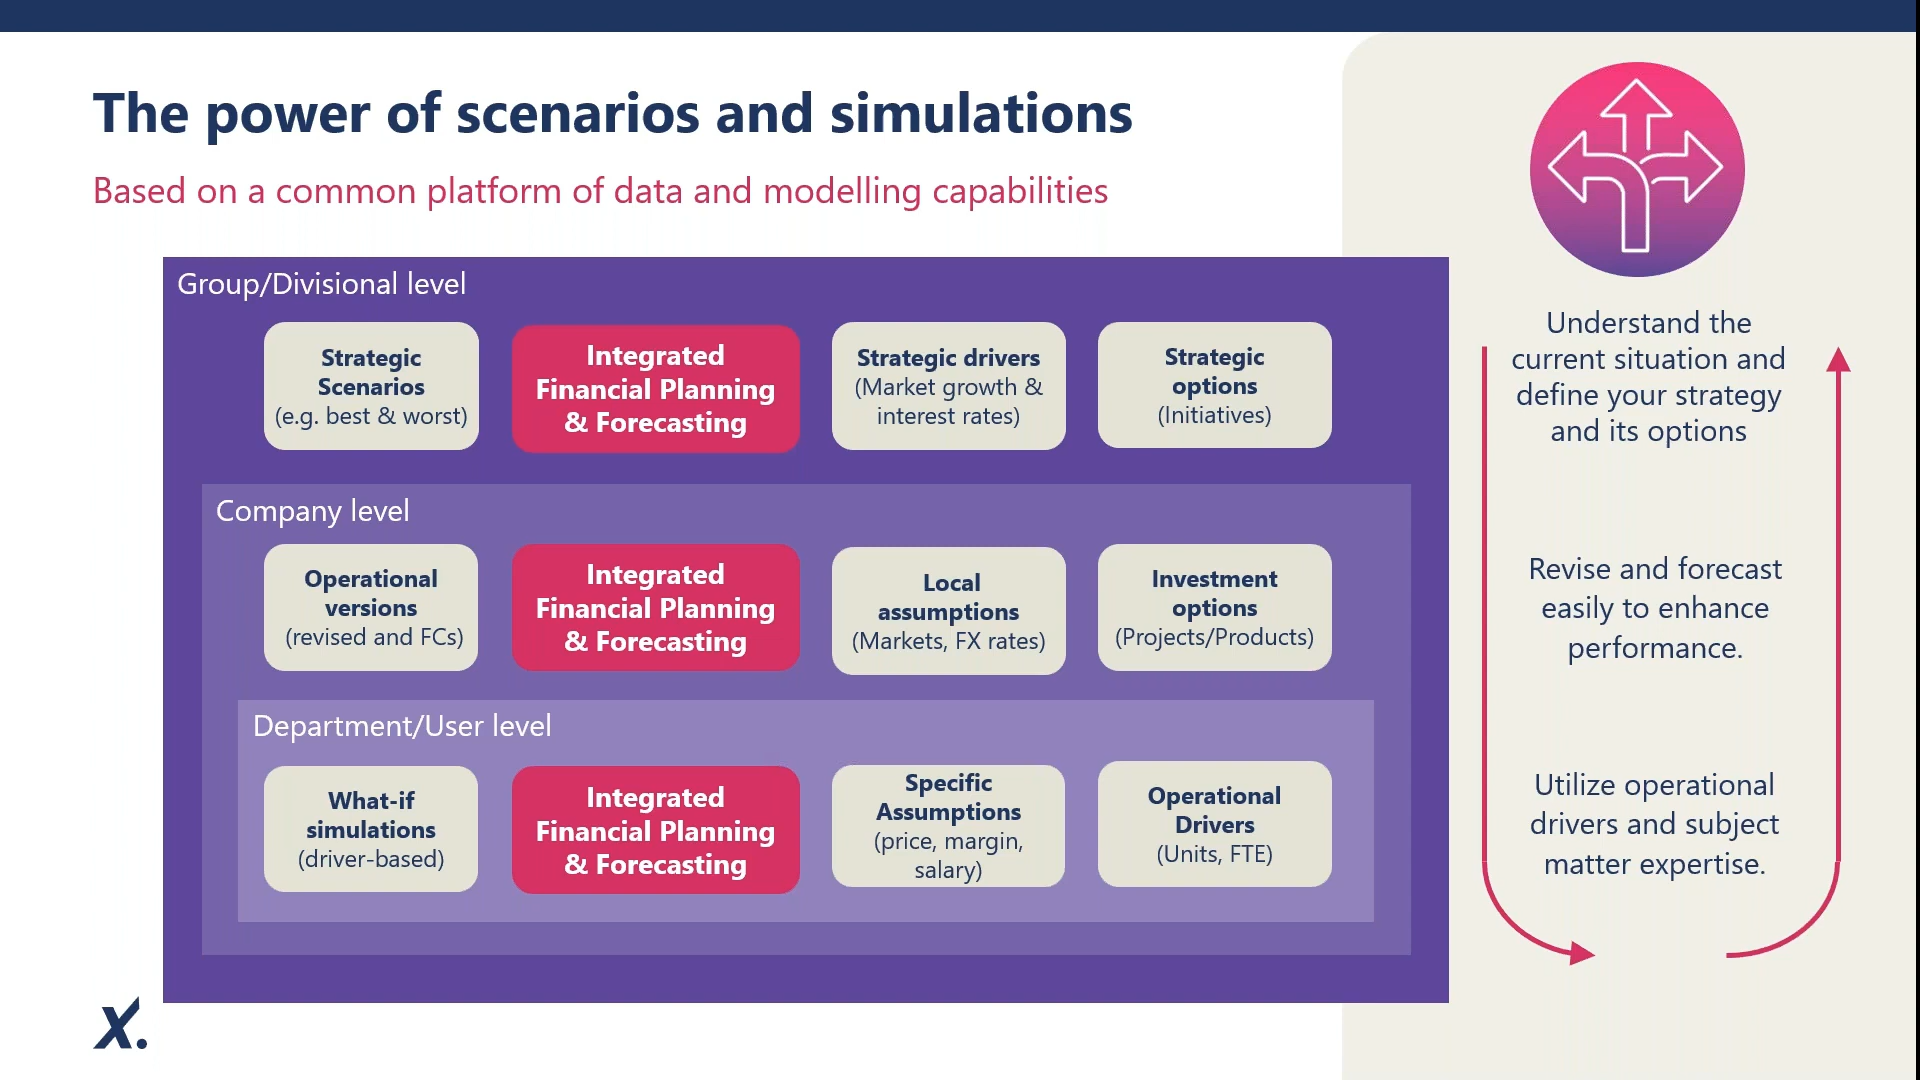 The power of scenarios and simulations
Based on a common platform of data and modelling capabilities
Group/Divisional level
Strategic
Scenarios
(e.g. best & worst)
Integrated
Financial Planning
& Forecasting
Strategic drivers
(Market growth &
interest rates)
Strategic
options
(Initiatives)
Company level
Operational
versions
(revised and FCs)
Integrated
Financial Planning
& Forecasting
Local
assumptions
(Markets, FX rates)
Investment
options
(Projects/Products)
Department/User level
What-if
simulations
(driver-based)
Integrated
Financial Planning
& Forecasting
Specific
Assumptions
(price, margin,
salary)
Operational
Drivers
(Units, FTE)
Understand the
current situation and
define your strategy
and its options
Revise and forecast
easily to enhance
performance.
Utilize operational
drivers and subject
matter expertise.
x.